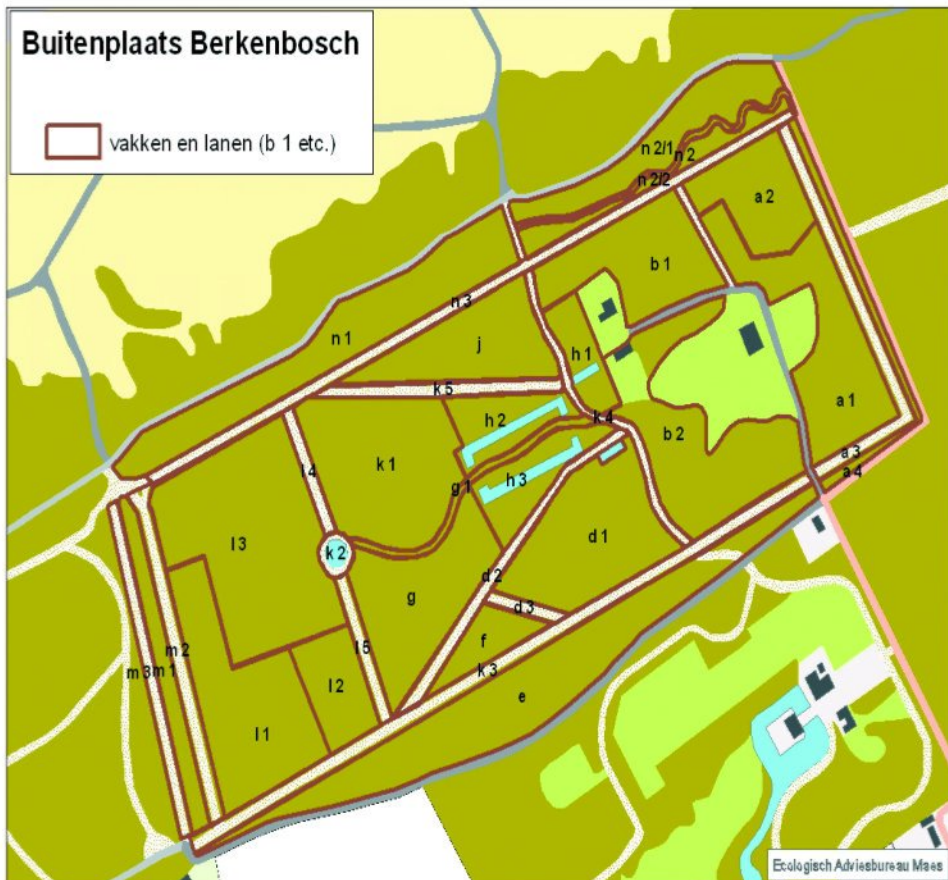 Buitenplaats Berkenbosch
vakken en lanen (b 1 etc.)
n 2/1
n 2
n 2/2
a 2
b 1
n 3
n 1
j
h 1
k 5
a 1
h 2
k 4
b 2
l 4
k 1
a 3
a 4
h 3
g 1
l 3
k 2
d 1
d 2
g
d 3
f
l 5
m 2
m 3
m 1
k 3
l 2
e
l 1
Ecologisch Adviesbureau Maes